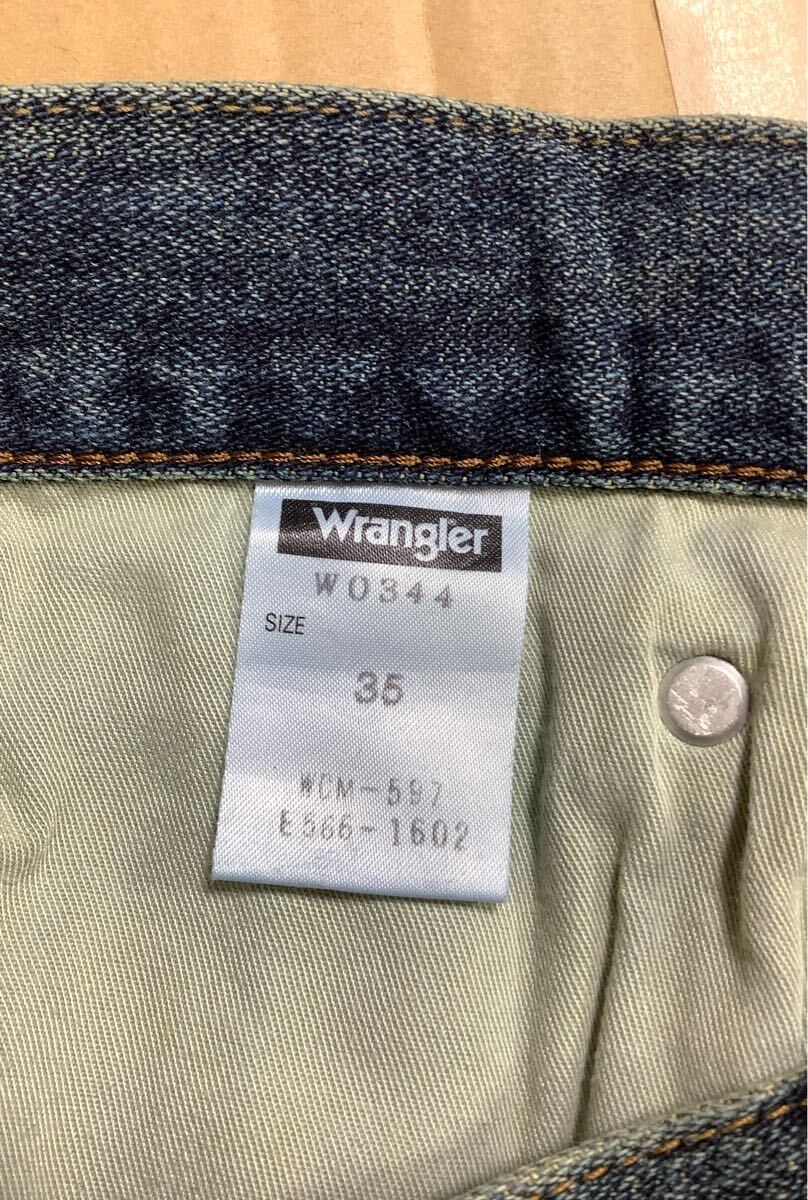 Wrangler
W0344
SIZE
35
WCM-597
E566-1602